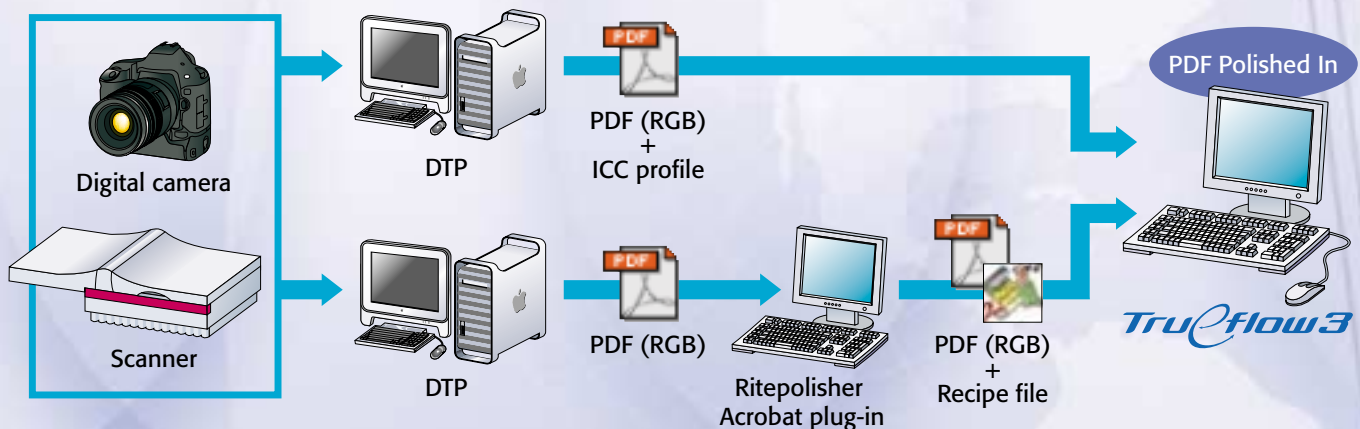 PDF Polished In
PDF
DTP
PDF (RGB)
+
ICC profile
Digital camera
Scanner
DTP
PDF
PDF (RGB)
Ritepolisher
Acrobat plug-in
PDF
PDF (RGB)
+
Recipe file
Trueflow3